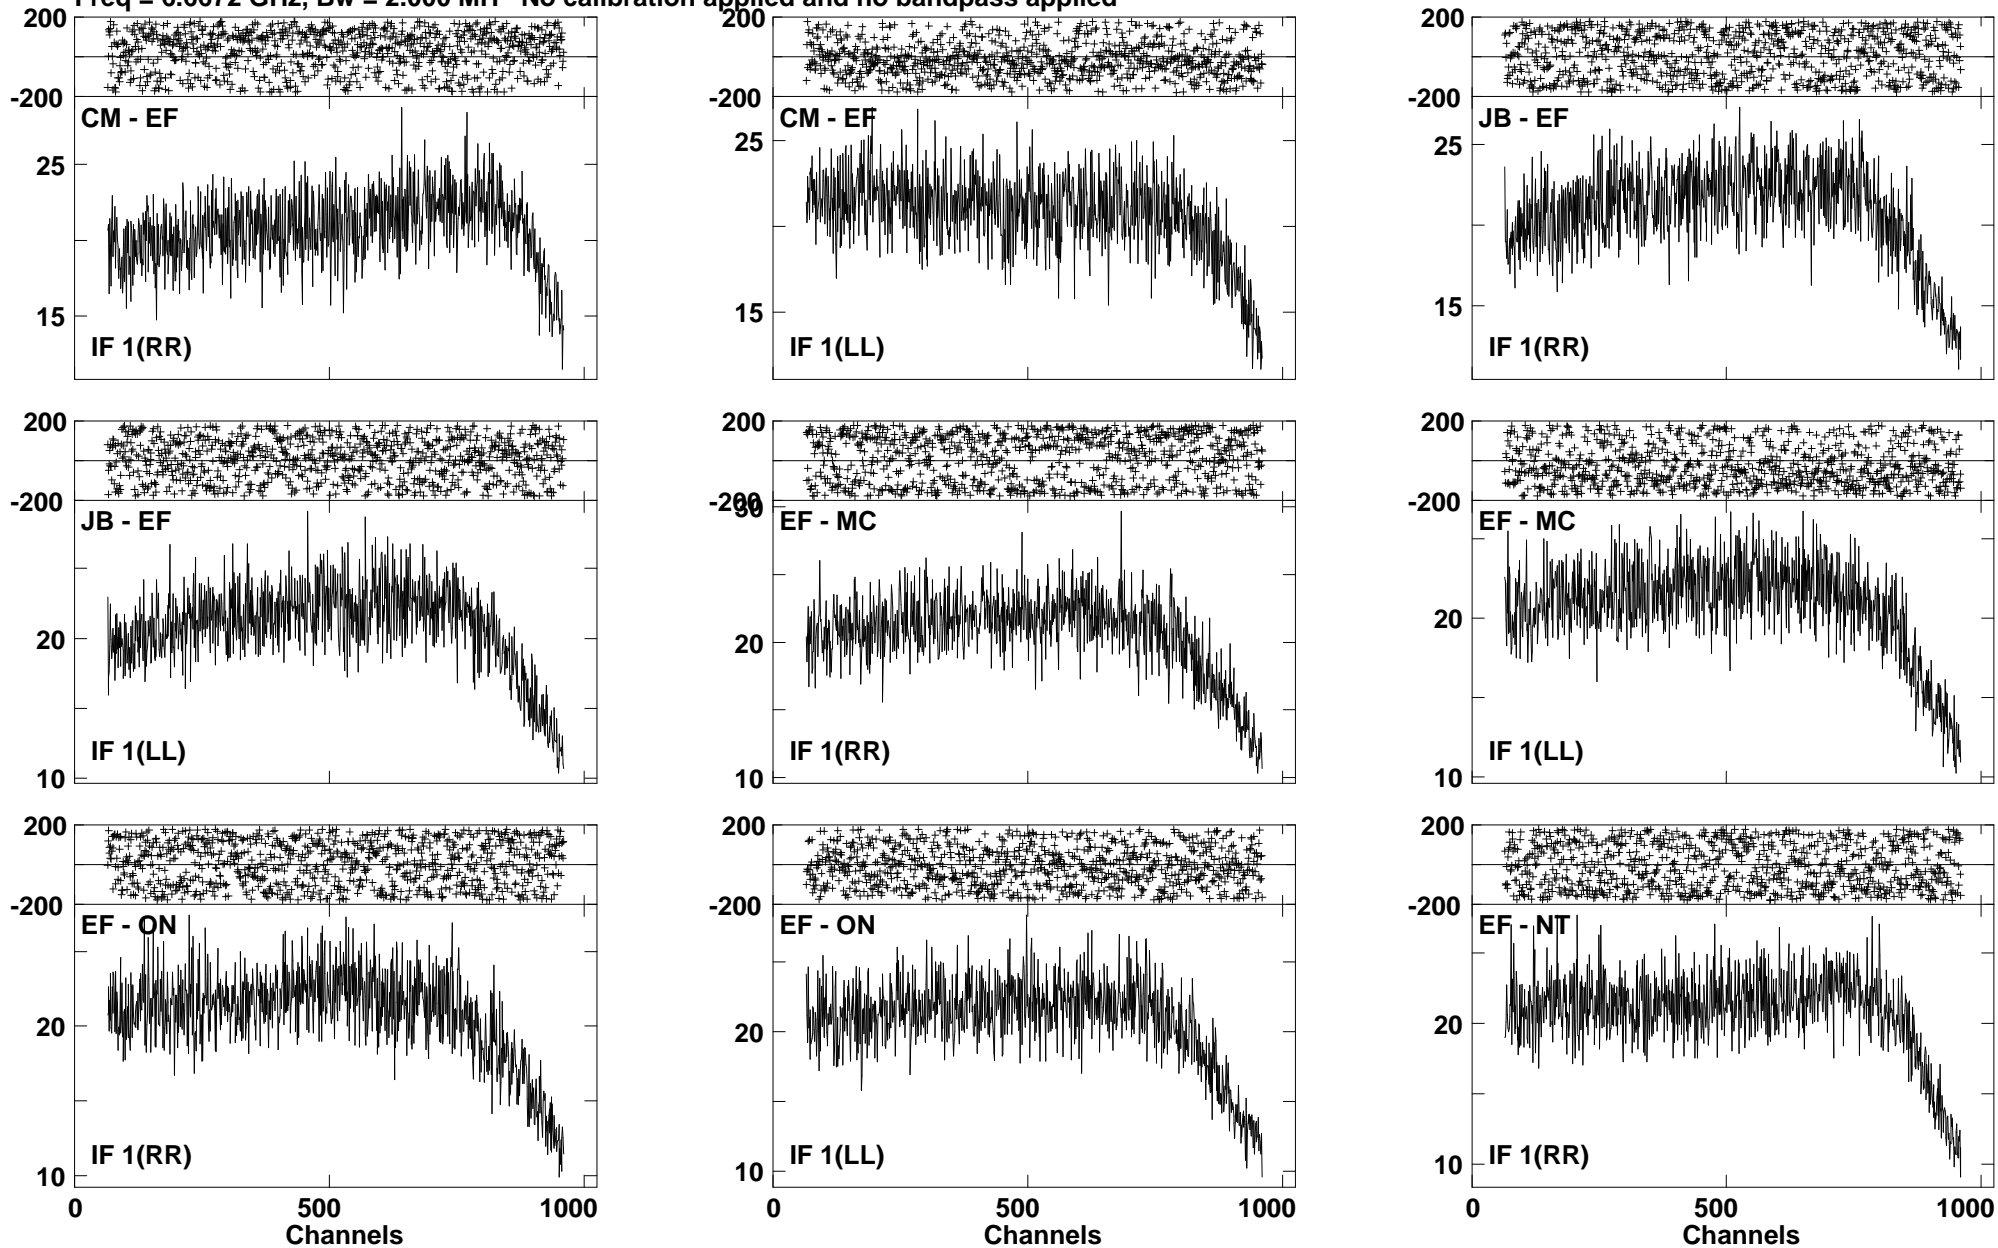 No calibration applied and no bandpass applied
200
-200
CM - EF
25
15
IF 1(RR)
200
-200
CM - EF
25
15
IF 1(LL)
200
-200
JB - EF
25
15
IF 1(RR)
200
-200
JB - EF
20
10
IF 1(LL)
200
-200
30
EF - MC
20
10
IF 1(RR)
200
-200
EF - MC
20
10
IF 1(LL)
200
-200
EF - ON
20
10
IF 1(RR)
0 500 1000
Channels
200
-200
EF - ON
20
10
IF 1(LL)
0 500 1000
Channels
200
-200
EF - NT
20
10
IF 1(RR)
0 500 1000
Channels